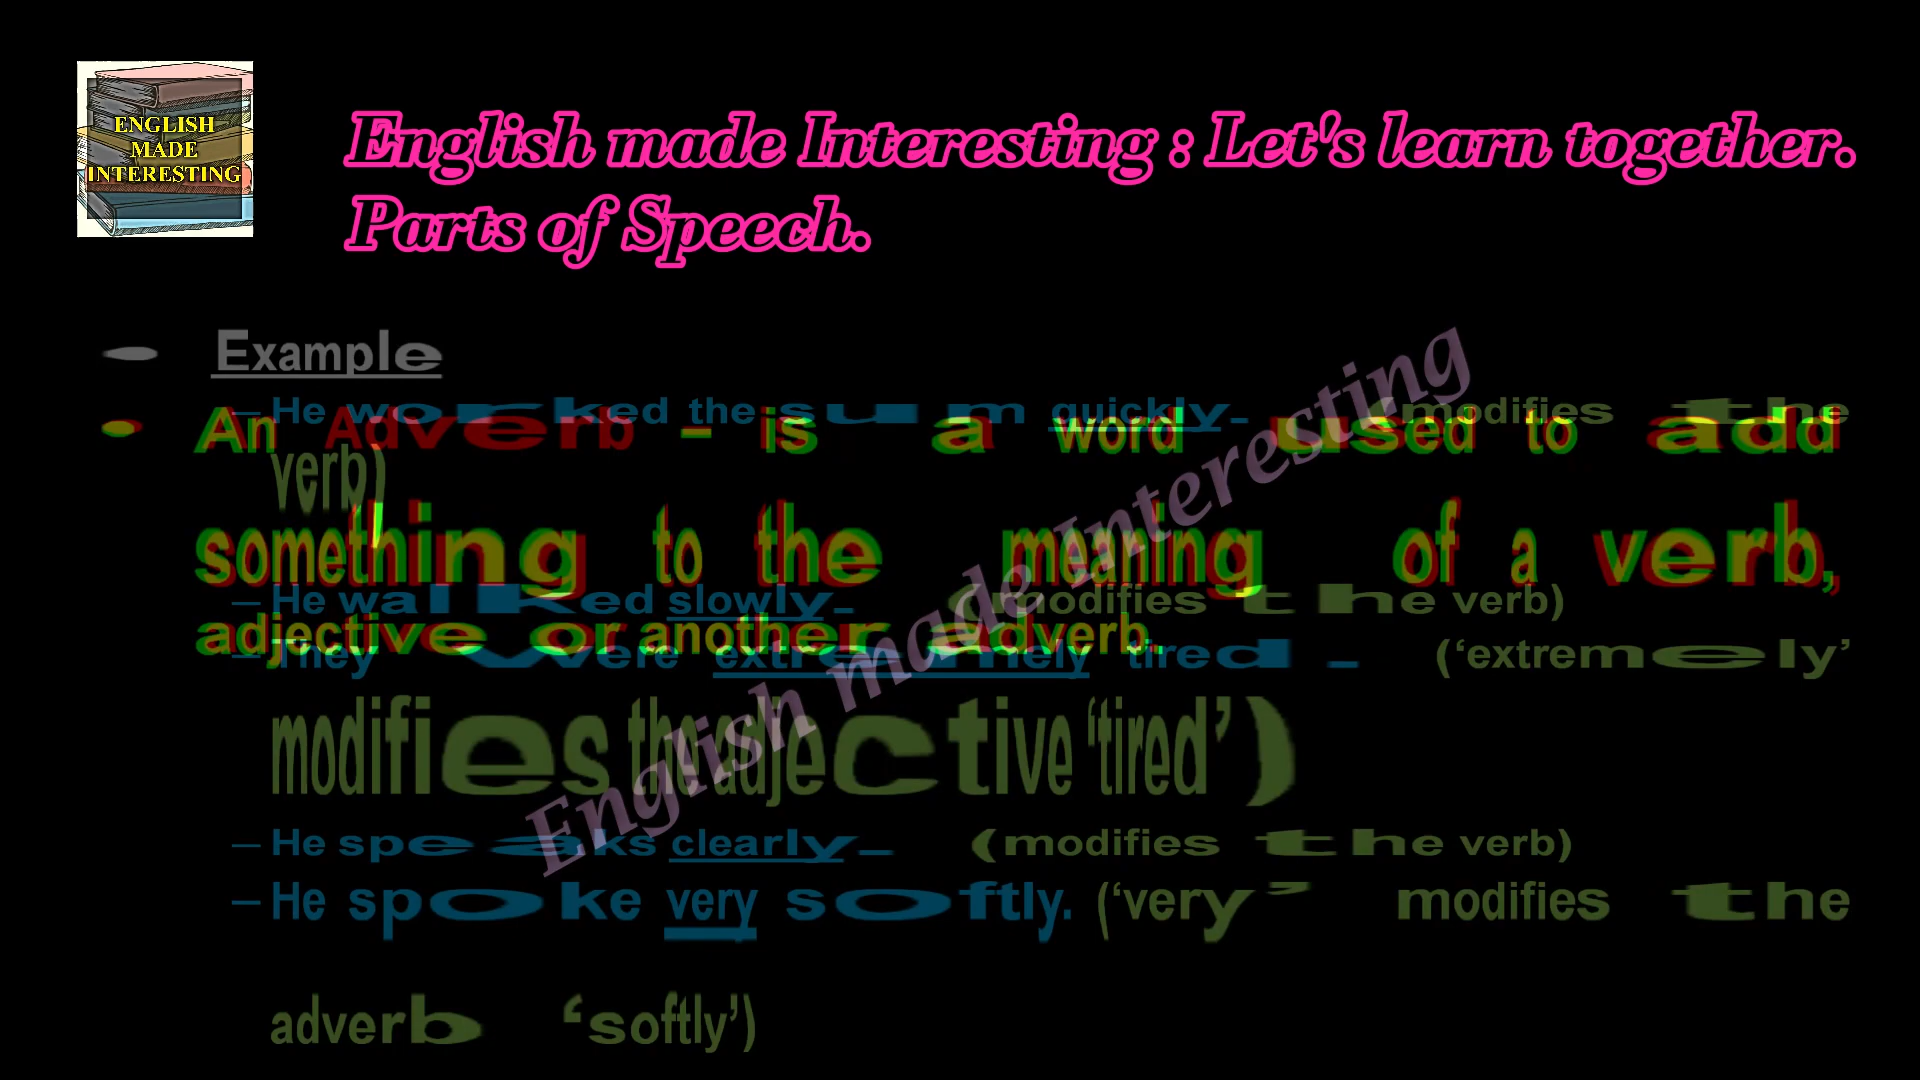 ENGLISH
MADE
INTERESTING
English made Interesting : Let's learn together.
Parts of Speech.
Example
– He worked the sum quickly. (modifies the
verb)
An Adverb – is a word used to add
something to the meaning of a verb,
adjective or another adverb.
– He walked slowly. (modifies the verb)
– They were extremely tired. (‘extremely’
modifies the adjective ‘tired’)
– He speaks clearly. (modifies the verb)
– He spoke very softly. (‘very’ modifies the
adverb ‘softly’)
English made Interesting